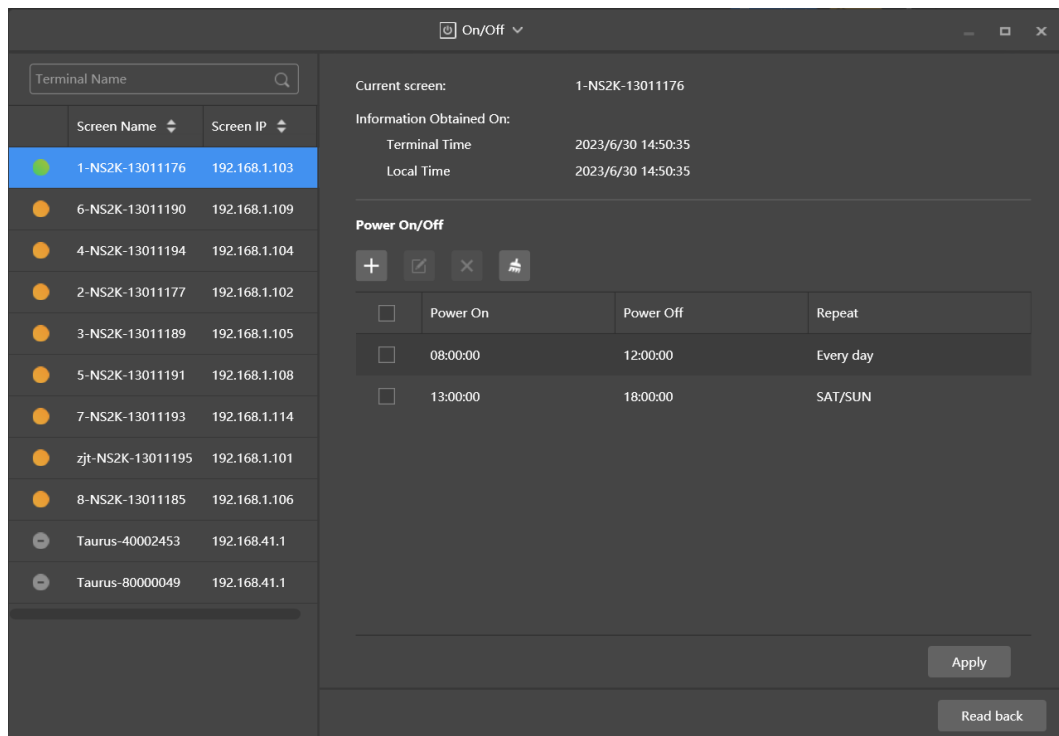 On/Off
Terminal Name
Screen Name Screen IP
1-NS2K-13011176 192.168.1.103
6-NS2K-13011190 192.168.1.109
4-NS2K-13011194 192.168.1.104
2-NS2K-13011177 192.168.1.102
3-NS2K-13011189 192.168.1.105
5-NS2K-13011191 192.168.1.108
7-NS2K-13011193 192.168.1.114
zjt-NS2K-13011195 192.168.1.101
8-NS2K-13011185 192.168.1.106
Taurus-40002453 192.168.41.1
Taurus-80000049 192.168.41.1
Current screen: 1-NS2K-13011176
Information Obtained On:
Terminal Time 2023/6/30 14:50:35
Local Time 2023/6/30 14:50:35
Power On/Off
Power On Power Off Repeat
08:00:00 12:00:00 Every day
13:00:00 18:00:00 SAT/SUN
Apply
Read back